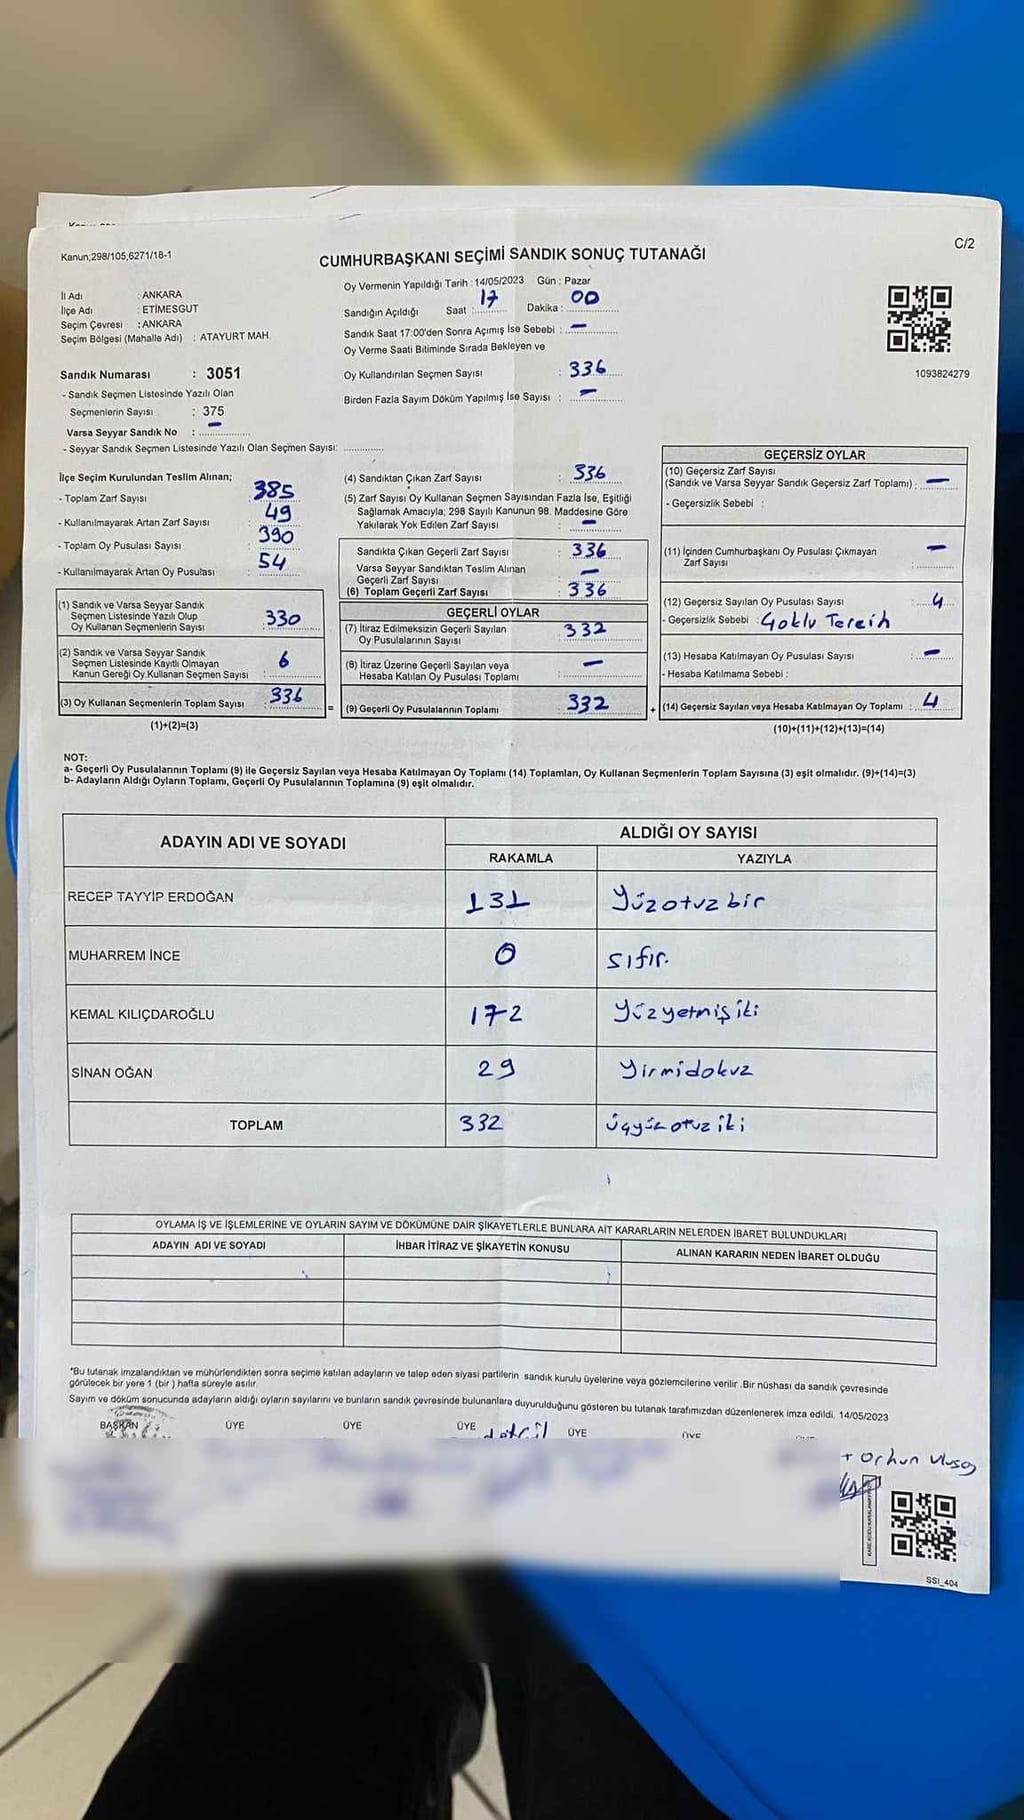 Kanun;298/105,6271/18-1
C/2
CUMHURBAŞKANI SEÇİMİ SANDIK SONUÇ TUTANAĞI
İl Adı : ANKARA
İlçe Adı : ETİMESGUT
Seçim Çevresi : ANKARA
Seçim Bölgesi (Mahalle Adı) : ATAYURT MAH.
Sandık Numarası : 3051
- Sandık Seçmen Listesinde Yazılı Olan
Seçmenlerin Sayısı : 375
Varsa Seyyar Sandık No : –
- Seyyar Sandık Seçmen Listesinde Yazılı Olan Seçmen Sayısı:
Oy Vermenin Yapıldığı Tarih : 14/05/2023 Gün : Pazar
Sandığın Açıldığı Saat : 17 Dakika : 00
Sandık Saat 17:00'den Sonra Açımış İse Sebebi : –
Oy Verme Saati Bitiminde Sırada Bekleyen ve
Oy Kullandırılan Seçmen Sayısı : 336
Birden Fazla Sayım Döküm Yapılmış İse Sayısı : –
1093824279
İlçe Seçim Kurulundan Teslim Alınan;
- Toplam Zarf Sayısı : 385
- Kullanılmayarak Artan Zarf Sayısı : 49
- Toplam Oy Pusulası Sayısı : 390
- Kullanılmayarak Artan Oy Pusulası : 54
(1) Sandık ve Varsa Seyyar Sandık
Seçmen Listesinde Yazılı Olup
Oy Kullanan Seçmenlerin Sayısı : 330
(2) Sandık ve Varsa Seyyar Sandık
Seçmen Listesinde Kayıtlı Olmayan
Kanun Gereği Oy Kullanan Seçmen Sayısı : 6
(3) Oy Kullanan Seçmenlerin Toplam Sayısı : 336
(1)+(2)=(3)
(4) Sandıktan Çıkan Zarf Sayısı : 336
(5) Zarf Sayısı Oy Kullanan Seçmen Sayısından Fazla İse, Eşitliği
Sağlamak Amacıyla; 298 Sayılı Kanunun 98. Maddesine Göre
Yakılarak Yok Edilen Zarf Sayısı : –
Sandıkta Çıkan Geçerli Zarf Sayısı : 336
Varsa Seyyar Sandıktan Teslim Alınan
Geçerli Zarf Sayısı : –
(6) Toplam Geçerli Zarf Sayısı : 336
=
GEÇERLİ OYLAR
(7) İtiraz Edilmeksizin Geçerli Sayılan
Oy Pusulalarının Sayısı : 332
(8) İtiraz Üzerine Geçerli Sayılan veya
Hesaba Katılan Oy Pusulası Toplamı : –
(9) Geçerli Oy Pusulalarının Toplamı : 332
+
GEÇERSİZ OYLAR
(10) Geçersiz Zarf Sayısı
(Sandık ve Varsa Seyyar Sandık Geçersiz Zarf Toplamı) : –
- Geçersizlik Sebebi :
(11) İçinden Cumhurbaşkanı Oy Pusulası Çıkmayan
Zarf Sayısı : –
(12) Geçersiz Sayılan Oy Pusulası Sayısı : 4
- Geçersizlik Sebebi : Çoklu Tercih
(13) Hesaba Katılmayan Oy Pusulası Sayısı : –
- Hesaba Katılmama Sebebi :
(14) Geçersiz Sayılan veya Hesaba Katılmayan Oy Toplamı : 4
(10)+(11)+(12)+(13)=(14)
NOT:
a- Geçerli Oy Pusulalarının Toplamı (9) ile Geçersiz Sayılan veya Hesaba Katılmayan Oy Toplamı (14) Toplamları, Oy Kullanan Seçmenlerin Toplam Sayısına (3) eşit olmalıdır. (9)+(14)=(3)
b- Adayların Aldığı Oyların Toplamı, Geçerli Oy Pusulalarının Toplamına (9) eşit olmalıdır.
ADAYIN ADI VE SOYADI
ALDIĞI OY SAYISI
RAKAMLA YAZIYLA
RECEP TAYYİP ERDOĞAN 131 Yüzotuzbir
MUHARREM İNCE 0 sıfır.
KEMAL KILIÇDAROĞLU 172 Yüzyetmişiki
SİNAN OĞAN 29 Yirmidokuz
TOPLAM 332 üçyüzotuziki
OYLAMA İŞ VE İŞLEMLERİNE VE OYLARIN SAYIM VE DÖKÜMÜNE DAİR ŞİKAYETLERLE BUNLARA AİT KARARLARIN NELERDEN İBARET BULUNDUKLARI
ADAYIN ADI VE SOYADI İHBAR İTİRAZ VE ŞİKAYETİN KONUSU ALINAN KARARIN NEDEN İBARET OLDUĞU
*Bu tutanak imzalandıktan ve mühürlendikten sonra seçime katılan adayların ve talep eden siyasi partilerin sandık kurulu üyelerine veya gözlemcilerine verilir .Bir nüshası da sandık çevresinde
görülecek bir yere 1 (bir ) hafta süreyle asılır.
Sayım ve döküm sonucunda adayların aldığı oyların sayılarını ve bunların sandık çevresinde bulunanlara duyurulduğunu gösteren bu tutanak tarafımızdan düzenlenerek imza edildi. 14/05/2023
BAŞKAN ÜYE ÜYE ÜYE ÜYE ÜYE
+ Orhun
SSI_404